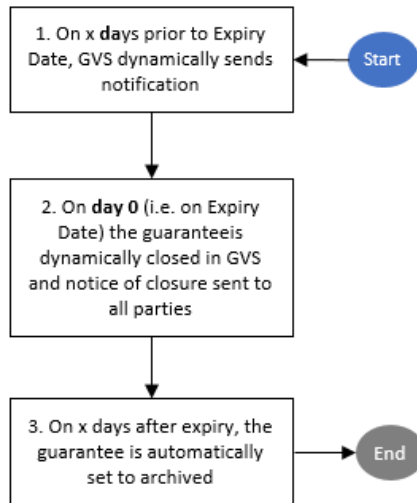 1. On x days prior to Expiry
Date, GVS dynamically sends
notification
Start
2. On day 0 (i.e. on Expiry
Date) the guaranteeis
dynamically closed in GVS
and notice of closure sent to
all parties
3. On x days after expiry, the
guarantee is automatically
set to archived
End